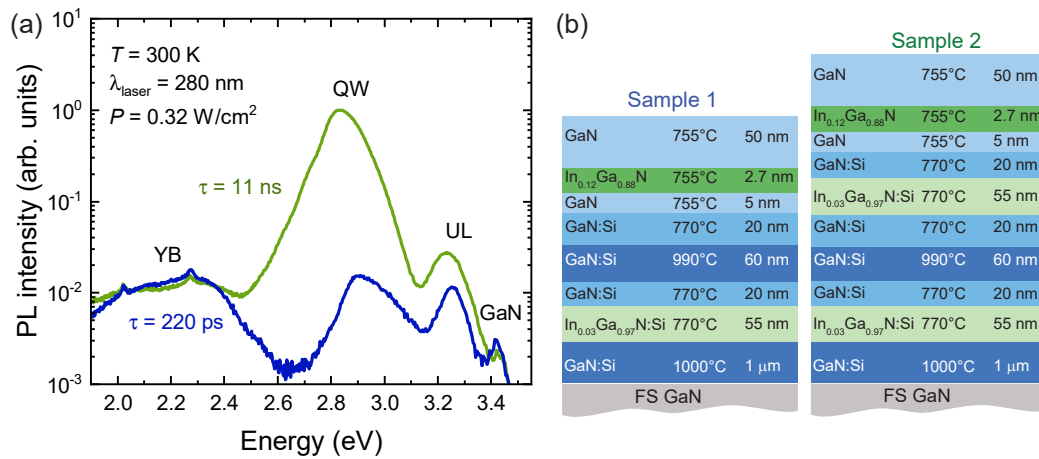 (a)
10¹
10⁰
10⁻¹
10⁻²
10⁻³
PL intensity (arb. units)
T = 300 K
λlaser = 280 nm
P = 0.32 W/cm²
QW
τ = 11 ns
YB
UL
GaN
τ = 220 ps
2.0 2.2 2.4 2.6 2.8 3.0 3.2 3.4
Energy (eV)
(b)
Sample 1
GaN 755°C 50 nm
In0.12Ga0.88N 755°C 2.7 nm
GaN 755°C 5 nm
GaN:Si 770°C 20 nm
GaN:Si 990°C 60 nm
GaN:Si 770°C 20 nm
In0.03Ga0.97N:Si 770°C 55 nm
GaN:Si 1000°C 1 μm
FS GaN
Sample 2
GaN 755°C 50 nm
In0.12Ga0.88N 755°C 2.7 nm
GaN 755°C 5 nm
GaN:Si 770°C 20 nm
In0.03Ga0.97N:Si 770°C 55 nm
GaN:Si 770°C 20 nm
GaN:Si 990°C 60 nm
GaN:Si 770°C 20 nm
In0.03Ga0.97N:Si 770°C 55 nm
GaN:Si 1000°C 1 μm
FS GaN